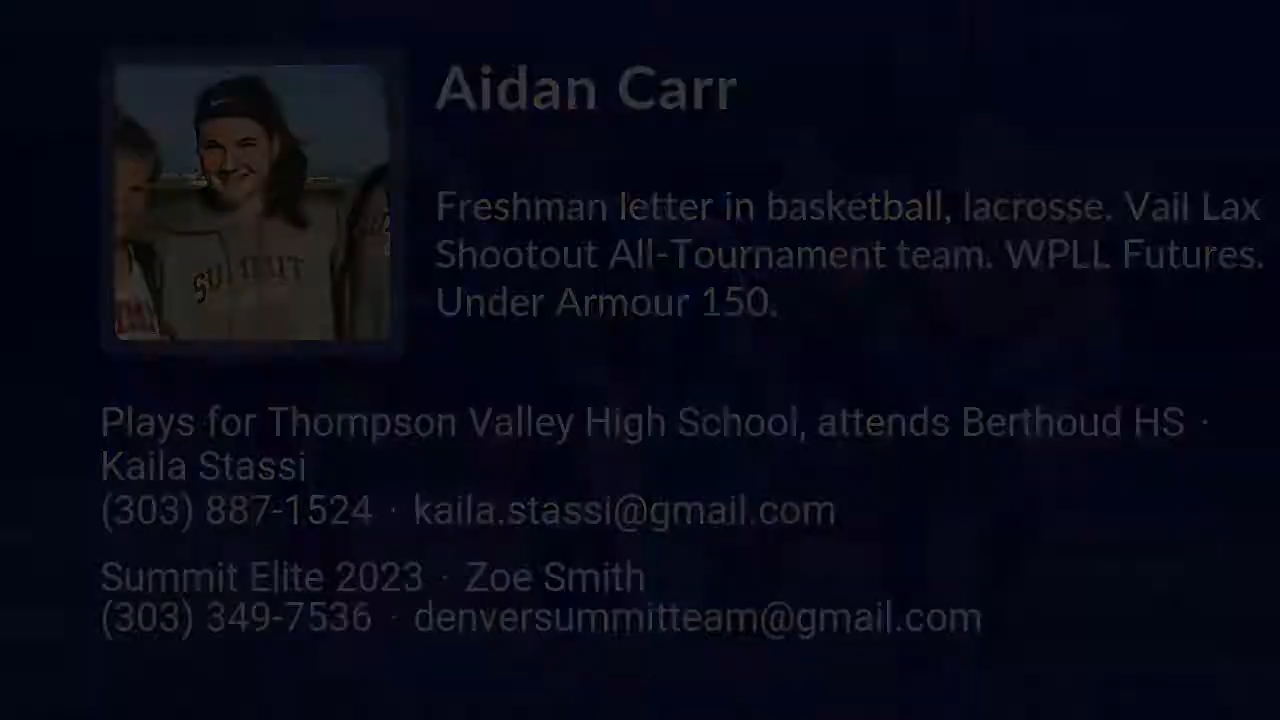 Aidan Carr
Freshman letter in basketball, lacrosse. Vail Lax
Shootout All-Tournament team. WPLL Futures.
Under Armour 150.
SUMMIT
Plays for Thompson Valley High School, attends Berthoud HS ·
Kaila Stassi
(303) 887-1524 · kaila.stassi@gmail.com
Summit Elite 2023 · Zoe Smith
(303) 349-7536 · denversummitteam@gmail.com